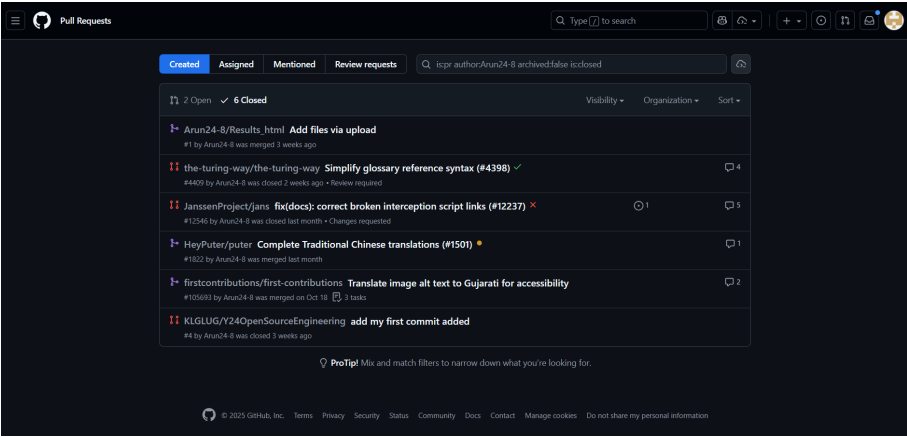 Pull Requests
Type / to search
Created Assigned Mentioned Review requests
is:pr author:Arun24-8 archived:false is:closed
2 Open 6 Closed Visibility Organization Sort
Arun24-8/Results_html Add files via upload
#1 by Arun24-8 was merged 3 weeks ago
the-turing-way/the-turing-way Simplify glossary reference syntax (#4398) 4
#4409 by Arun24-8 was closed 2 weeks ago • Review required
JanssenProject/jans fix(docs): correct broken interception script links (#12237) 1 5
#12546 by Arun24-8 was closed last month • Changes requested
HeyPuter/puter Complete Traditional Chinese translations (#1501) 1
#1822 by Arun24-8 was merged last month
firstcontributions/first-contributions Translate image alt text to Gujarati for accessibility 2
#105693 by Arun24-8 was merged on Oct 18 3 tasks
KLGLUG/Y24OpenSourceEngineering add my first commit added
#4 by Arun24-8 was closed 3 weeks ago
ProTip! Mix and match filters to narrow down what you're looking for.
© 2025 GitHub, Inc. Terms Privacy Security Status Community Docs Contact Manage cookies Do not share my personal information